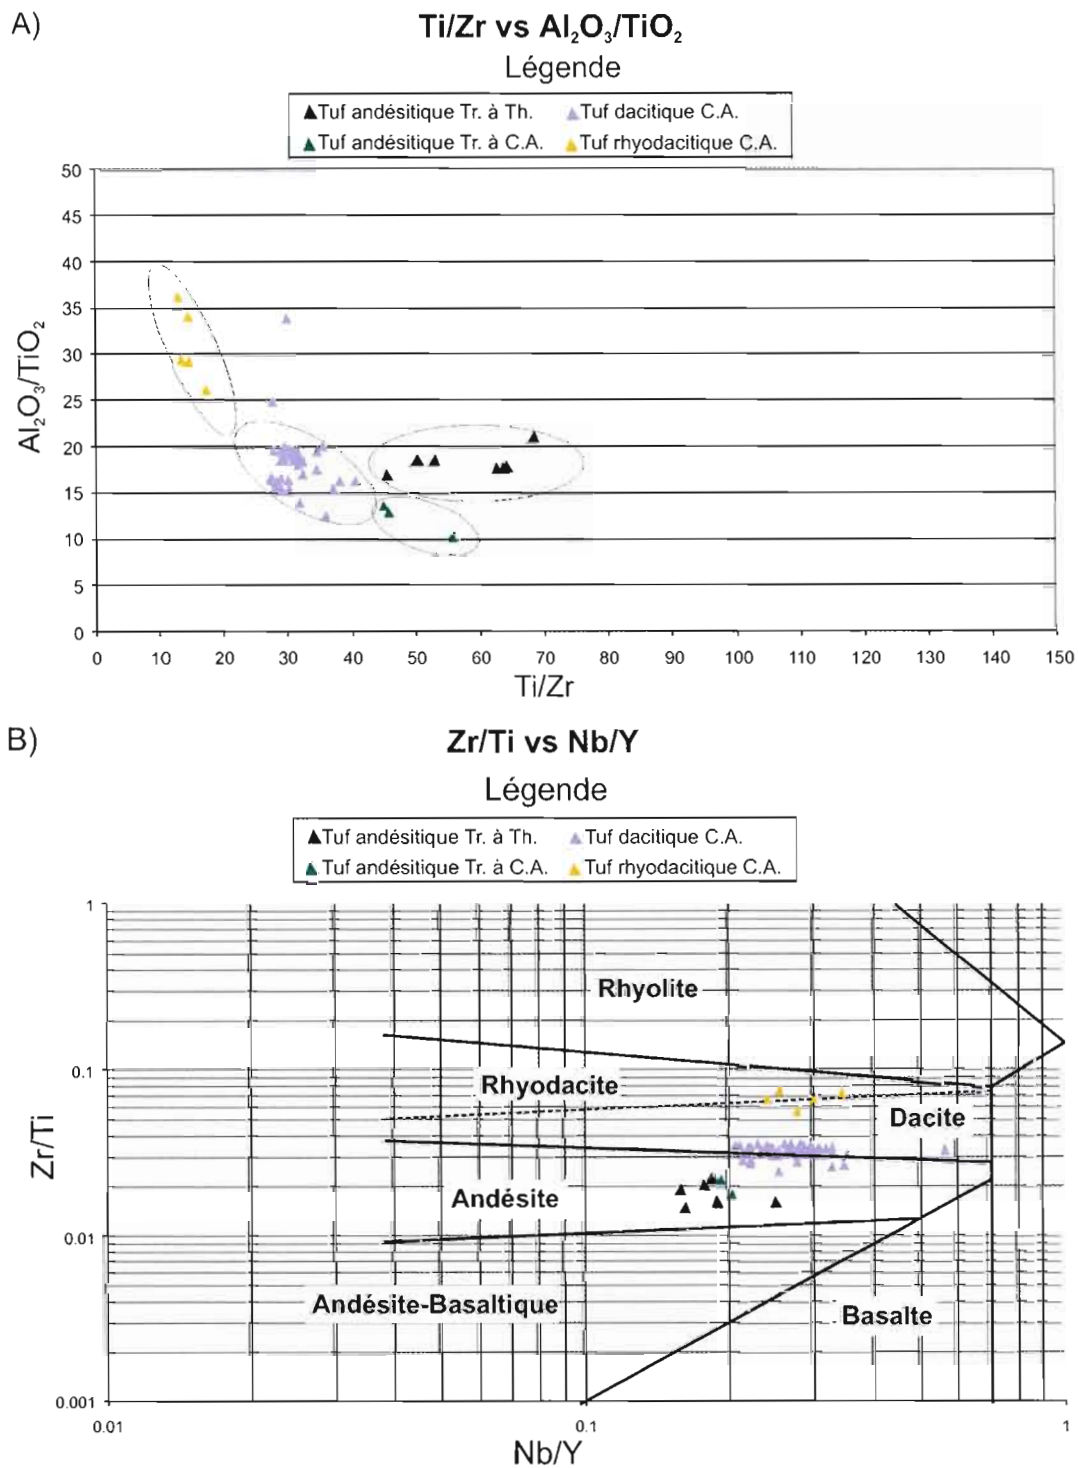 A)
Ti/Zr vs Al₂O₃/TiO₂
Légende
Tuf andésitique Tr. à Th. Tuf dacitique C.A.
Tuf andésitique Tr. à C.A. Tuf rhyodacitique C.A.
50
45
40
35
30
25
20
15
10
5
0
Al₂O₃/TiO₂
0 10 20 30 40 50 60 70 80 90 100 110 120 130 140 150
Ti/Zr
B)
Zr/Ti vs Nb/Y
Légende
Tuf andésitique Tr. à Th. Tuf dacitique C.A.
Tuf andésitique Tr. à C.A. Tuf rhyodacitique C.A.
1
Rhyolite
0.1
Rhyodacite
Dacite
Zr/Ti
Andésite
0.01
Andésite-Basaltique
Basalte
0.001
0.01 0.1 1
Nb/Y